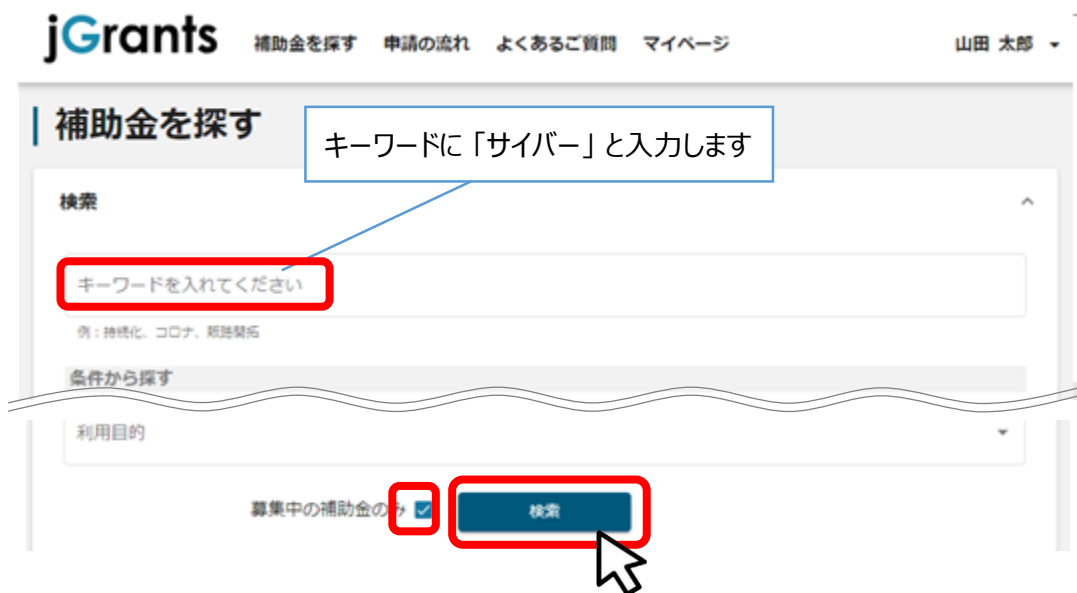 jGrants 補助金を探す 申請の流れ よくあるご質問 マイページ 山田 太郎
補助金を探す
キーワードに「サイバー」と入力します
検索
キーワードを入れてください
例：持続化、コロナ、販路開拓
条件から探す
利用目的
募集中の補助金のみ 検索